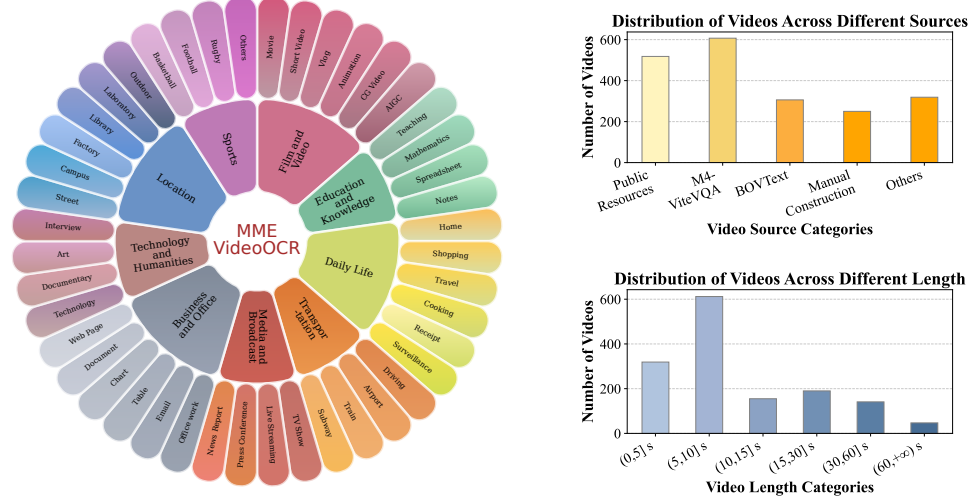 MME
VideoOCR
Film and
Video
Movie
Short Video
Vlog
Animation
CG Video
AIGC
Education
and
Knowledge
Teaching
Mathematics
Spreadsheet
Notes
Daily Life
Home
Shopping
Travel
Cooking
Receipt
Surveillance
Transpor
-tation
Driving
Airport
Train
Subway
Media and
Broadcast
TV Show
Live Streaming
Press Conference
News Report
Business
and Office
Office work
Email
Table
Chart
Document
Web Page
Technology
and
Humanities
Technology
Documentary
Art
Interview
Location
Street
Campus
Factory
Library
Laboratory
Outdoor
Sports
Basketball
Football
Rugby
Others
Distribution of Videos Across Different Sources
Number of Videos
600
400
200
0
Public
Resources
M4-
ViteVQA
BOVText
Manual
Construction
Others
Video Source Categories
Distribution of Videos Across Different Length
Number of Videos
600
400
200
0
(0,5] s
(5,10] s
(10,15] s
(15,30] s
(30,60] s
(60,+∞) s
Video Length Categories